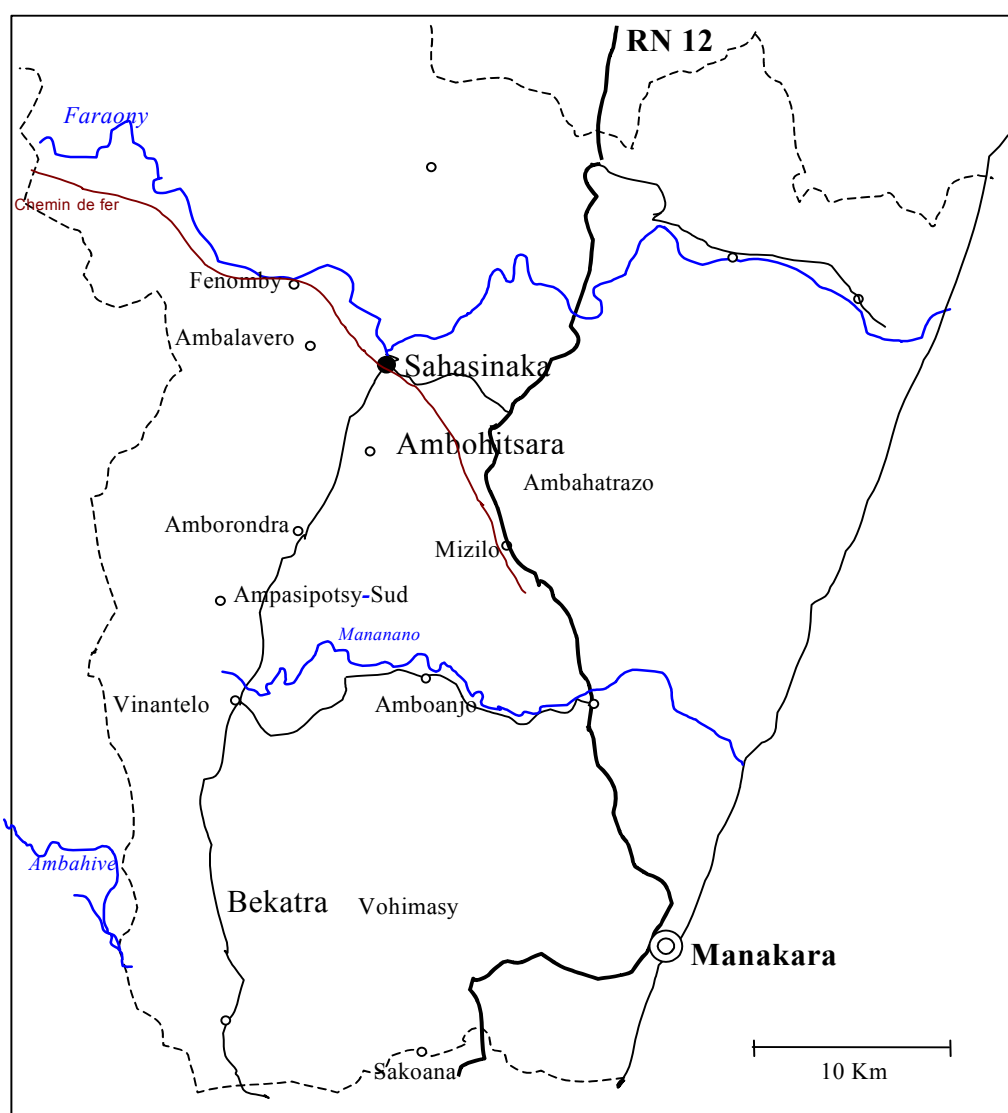 RN 12
Faraony
Chemin de fer
Fenomby
Ambalavero
Sahasinaka
Ambohitsara
Ambahatrazo
Amborondra
Mizilo
Ampasipotsy-Sud
Mananano
Vinantelo
Amboanjo
Ambahive
Bekatra
Vohimasy
Manakara
Sakoana
10 Km